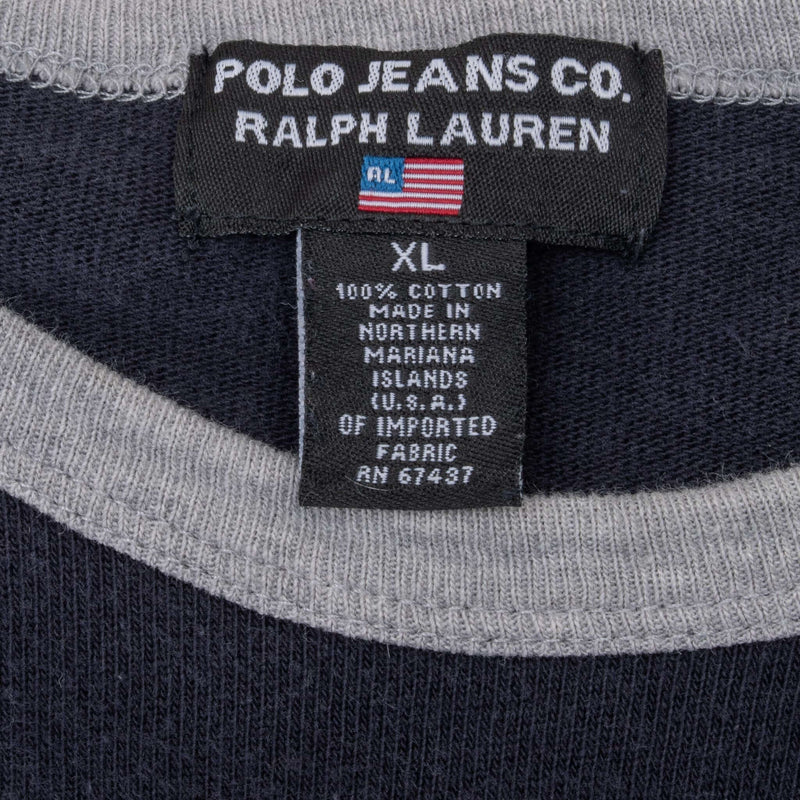 POLO JEANS CO.
RALPH LAUREN
RL
XL
100% COTTON
MADE IN
NORTHERN
MARIANA
ISLANDS
(U.S.A.)
OF IMPORTED
FABRIC
RN 67437